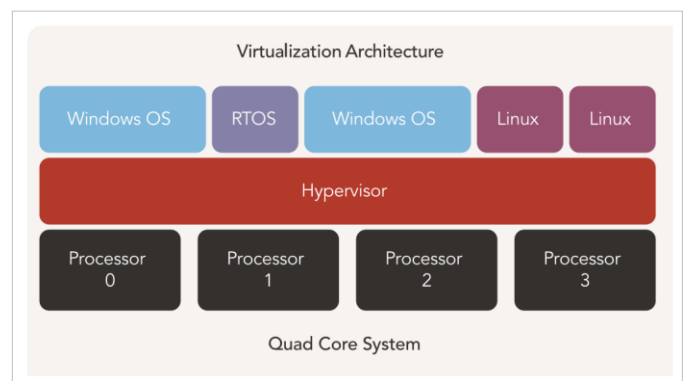 Virtualization Architecture
Windows OS
RTOS
Windows OS
Linux
Linux
Hypervisor
Processor
0
Processor
1
Processor
2
Processor
3
Quad Core System